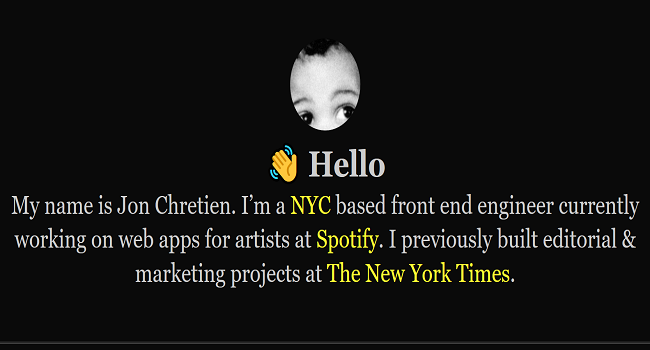 👋 Hello
My name is Jon Chretien. I’m a NYC based front end engineer currently
working on web apps for artists at Spotify. I previously built editorial &
marketing projects at The New York Times.